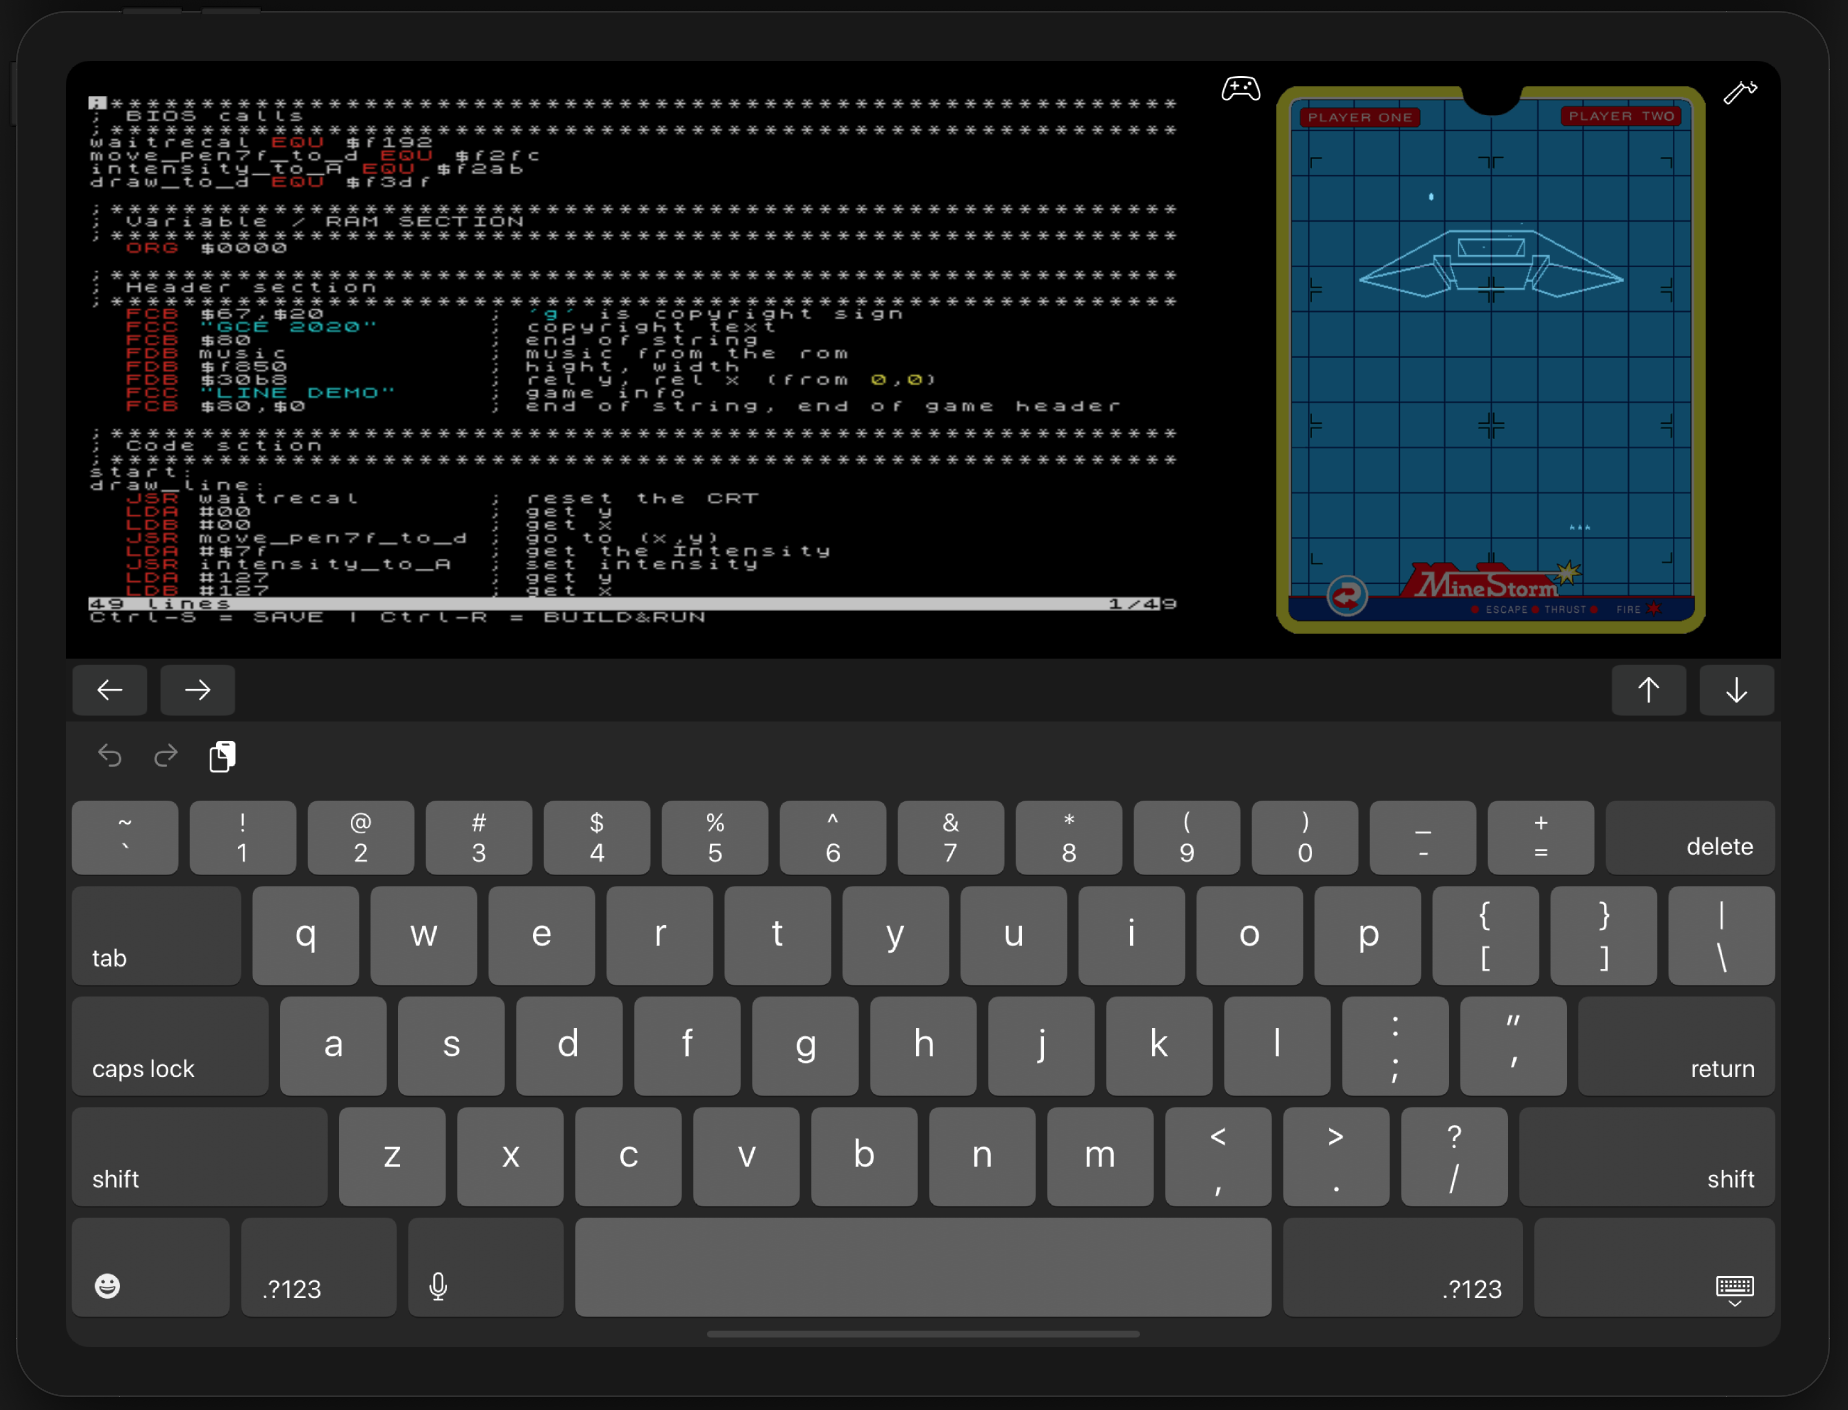 ;***********************************************************
; BIOS calls
;***********************************************************
waitrecal EQU $f192
move_pen7f_to_d EQU $f2fc
intensity_to_A EQU $f2ab
draw_to_d EQU $f3df
;***********************************************************
; Variable / RAM SECTION
;***********************************************************
ORG $0000
;***********************************************************
; Header section
;***********************************************************
FCB $67,$20 ; 'g' is copyright sign
FCC "GCE 2020" ; copyright text
FCB $80 ; end of string
FDB music ; music from the rom
FDB $f850 ; hight, width
FDB $30b8 ; rel y, rel x (from 0,0)
FCC "LINE DEMO" ; game info
FCB $80,$0 ; end of string, end of game header
;***********************************************************
; Code sction
;***********************************************************
start:
draw_line:
JSR waitrecal ; reset the CRT
LDA #00 ; get y
LDB #00 ; get x
JSR move_pen7f_to_d ; go to (x,y)
LDA #$7f ; get the Intensity
JSR intensity_to_A ; set intensity
LDA #127 ; get y
LDB #127 ; get x
49 lines 1/49
Ctrl-S = SAVE | Ctrl-R = BUILD&RUN
PLAYER ONE PLAYER TWO
MineStorm
ESCAPE THRUST FIRE
~ ! @ # $ % ^ & * ( ) _ +
` 1 2 3 4 5 6 7 8 9 0 - = delete
tab q w e r t y u i o p { [ } ] | \
caps lock a s d f g h j k l : ; " ' return
shift z x c v b n m < , > . ? / shift
.?123 .?123